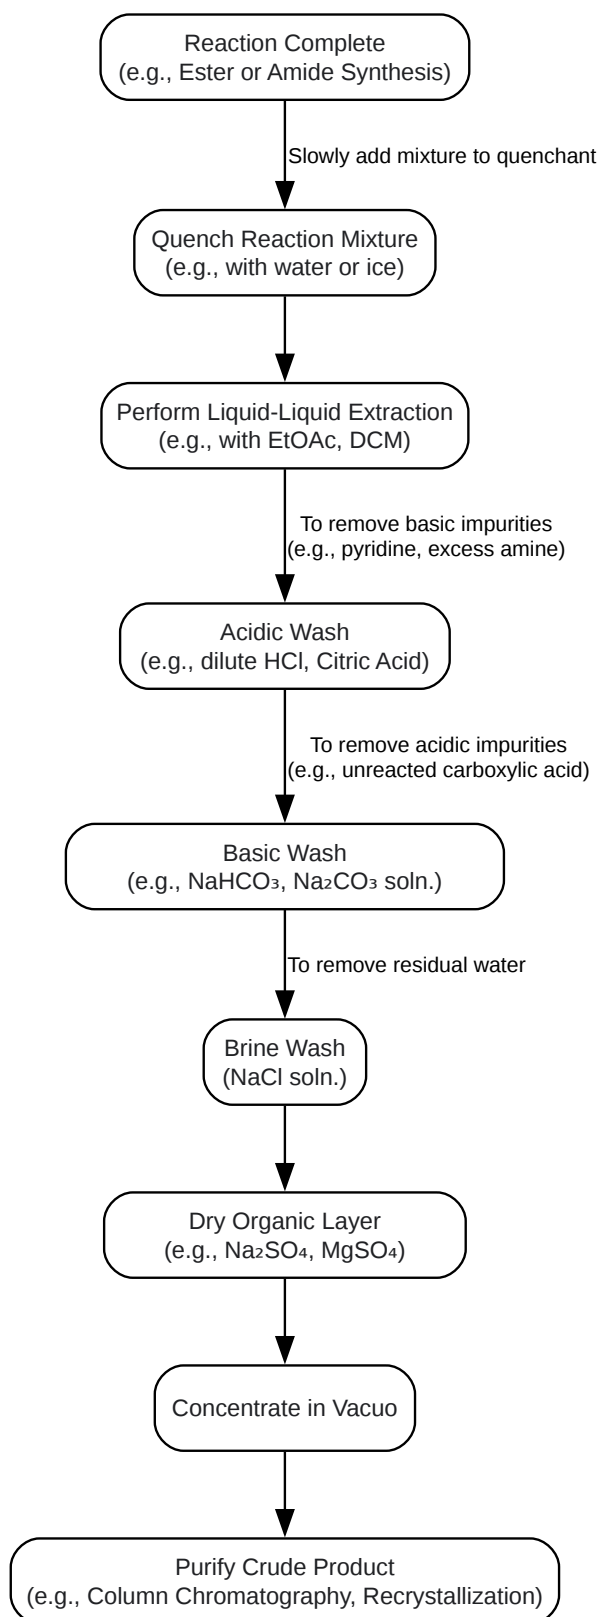 Reaction Complete
(e.g., Ester or Amide Synthesis)
Slowly add mixture to quenchant
Quench Reaction Mixture
(e.g., with water or ice)
Perform Liquid-Liquid Extraction
(e.g., with EtOAc, DCM)
To remove basic impurities
(e.g., pyridine, excess amine)
Acidic Wash
(e.g., dilute HCl, Citric Acid)
To remove acidic impurities
(e.g., unreacted carboxylic acid)
Basic Wash
(e.g., NaHCO₃, Na₂CO₃ soln.)
To remove residual water
Brine Wash
(NaCl soln.)
Dry Organic Layer
(e.g., Na₂SO₄, MgSO₄)
Concentrate in Vacuo
Purify Crude Product
(e.g., Column Chromatography, Recrystallization)